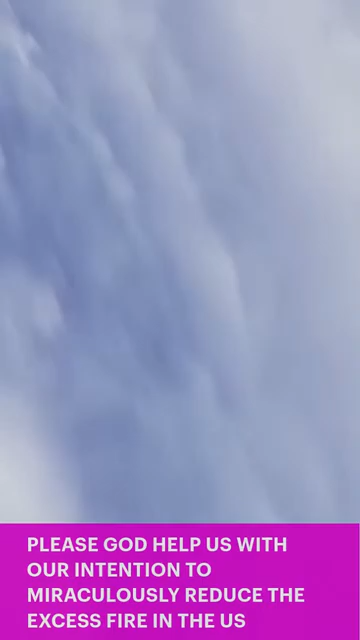 PLEASE GOD HELP US WITH
OUR INTENTION TO
MIRACULOUSLY REDUCE THE
EXCESS FIRE IN THE US